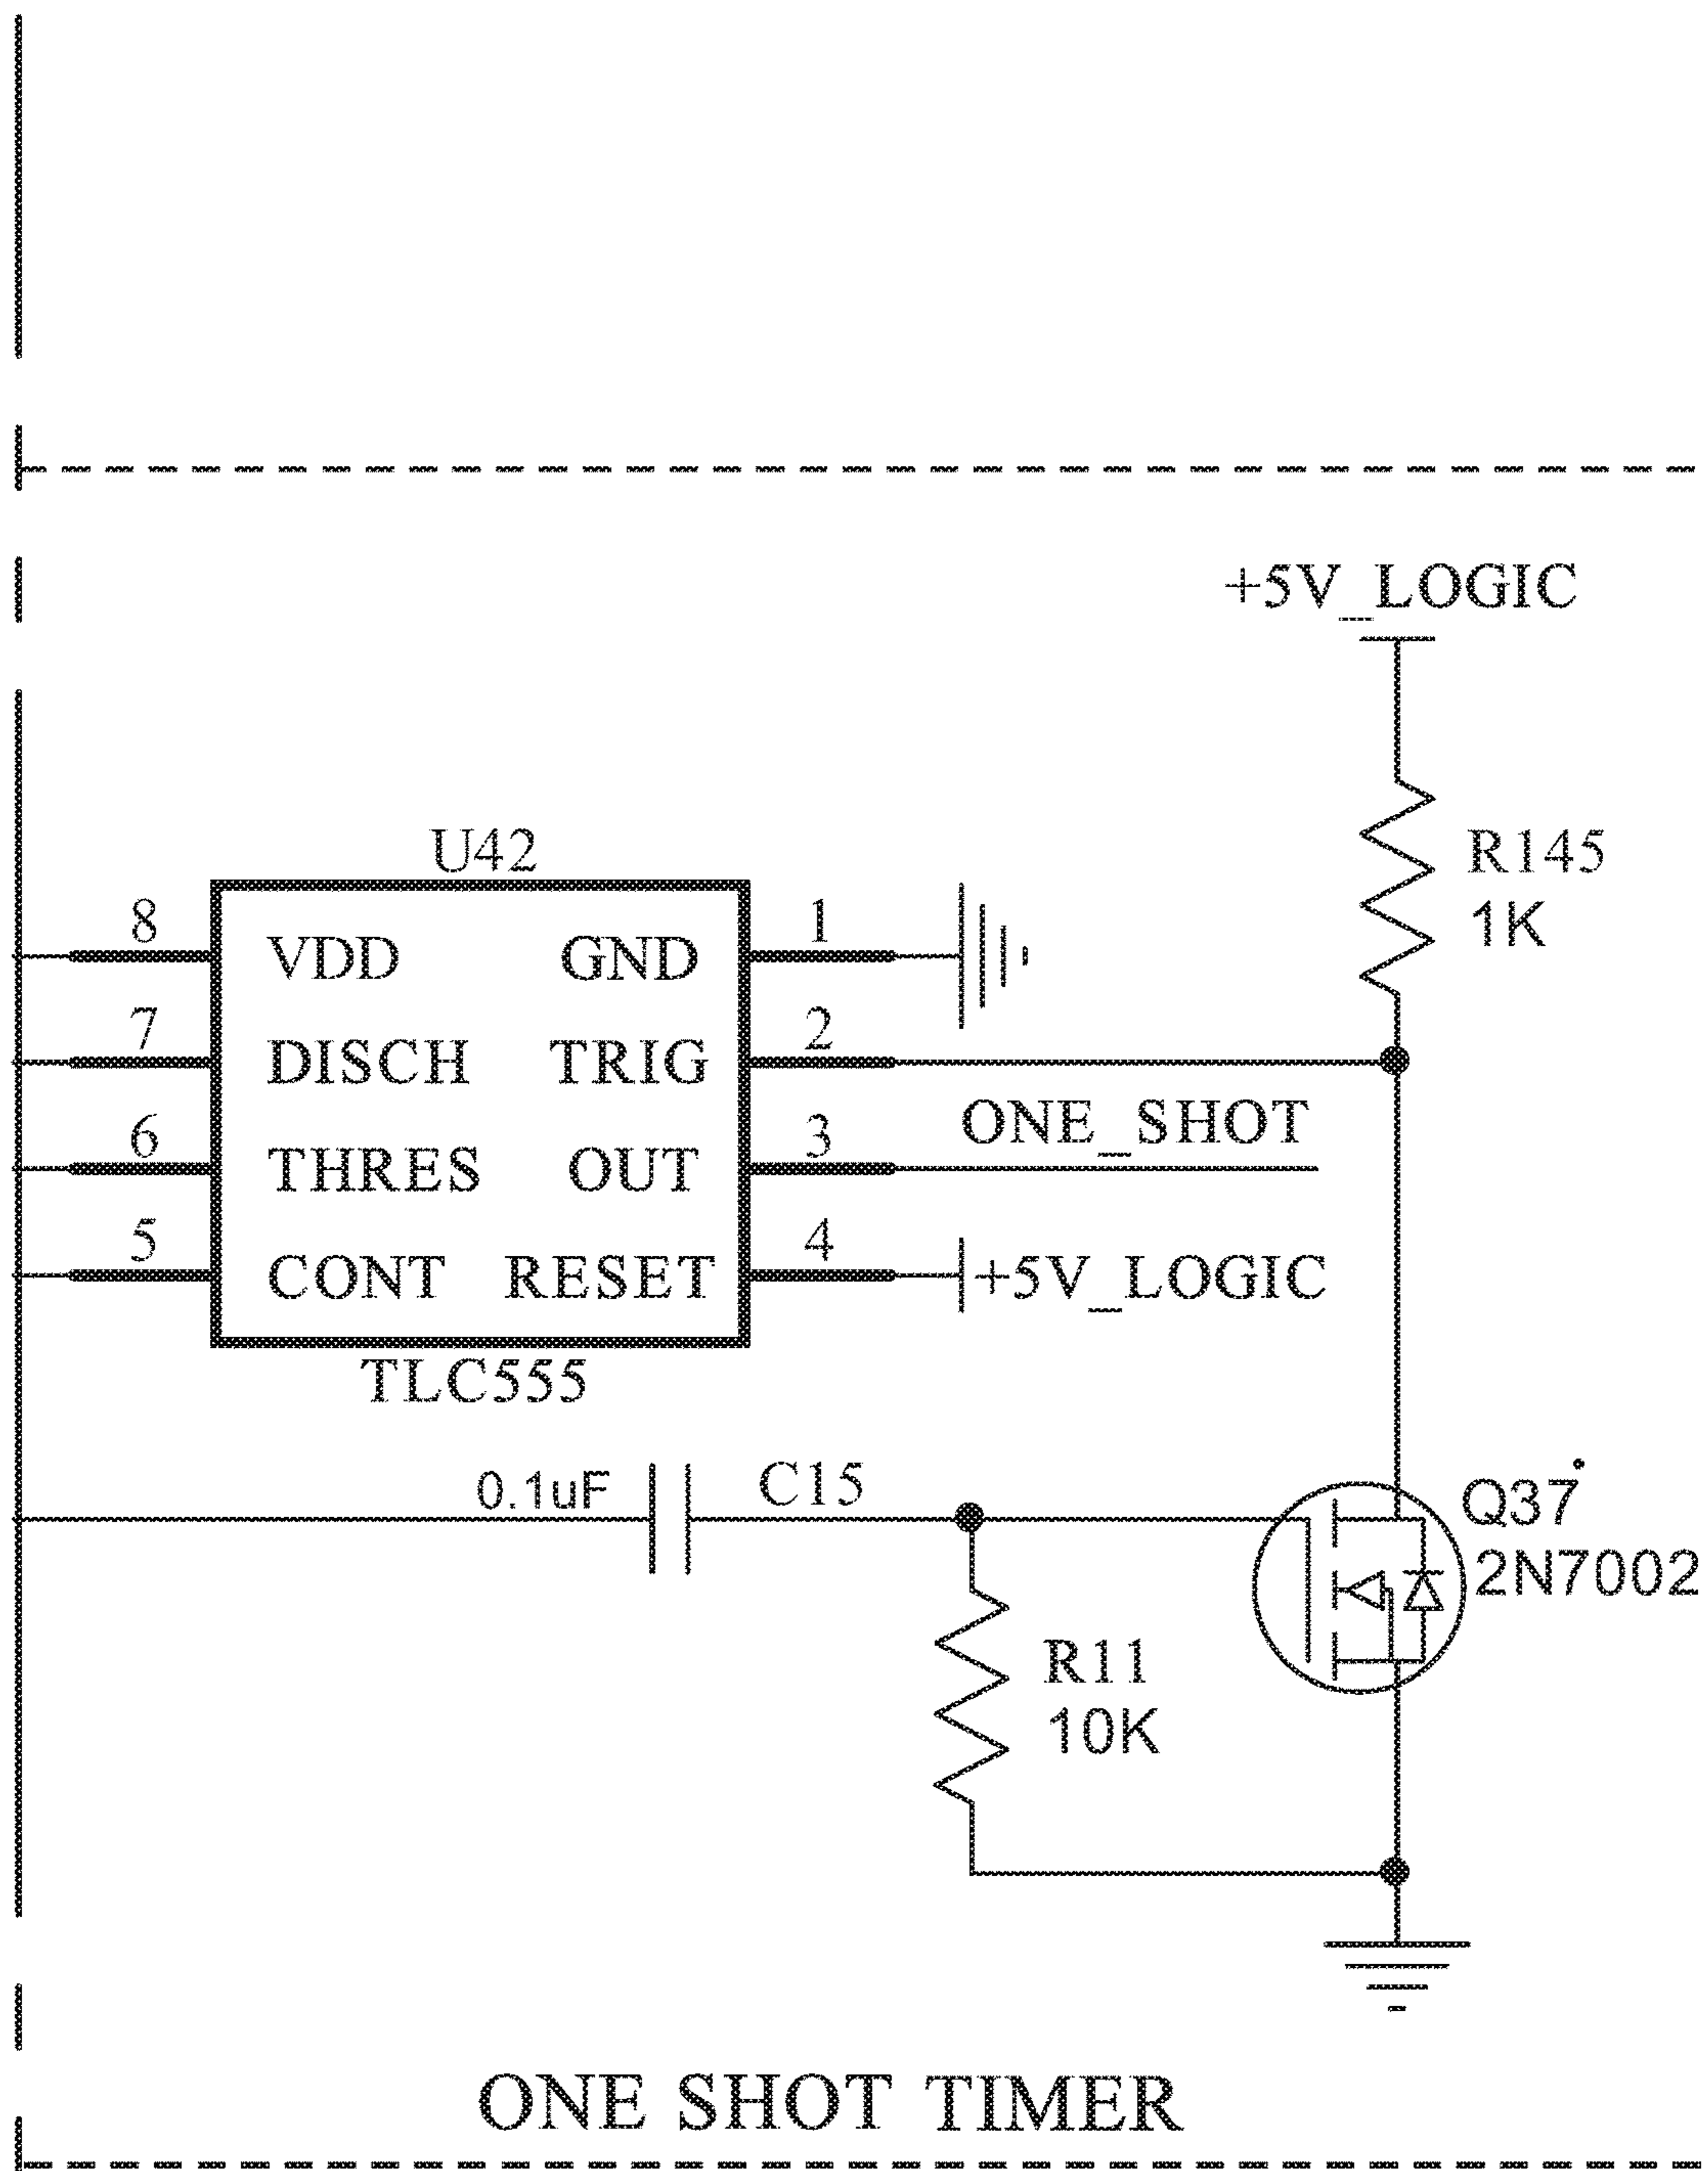 +5V_LOGIC
R145
1K
U42
8 VDD GND 1
7 DISCH TRIG 2
6 THRES OUT 3 ONE_SHOT
5 CONT RESET 4 +5V_LOGIC
TLC555
0.1uF C15
Q37
2N7002
R11
10K
ONE SHOT TIMER